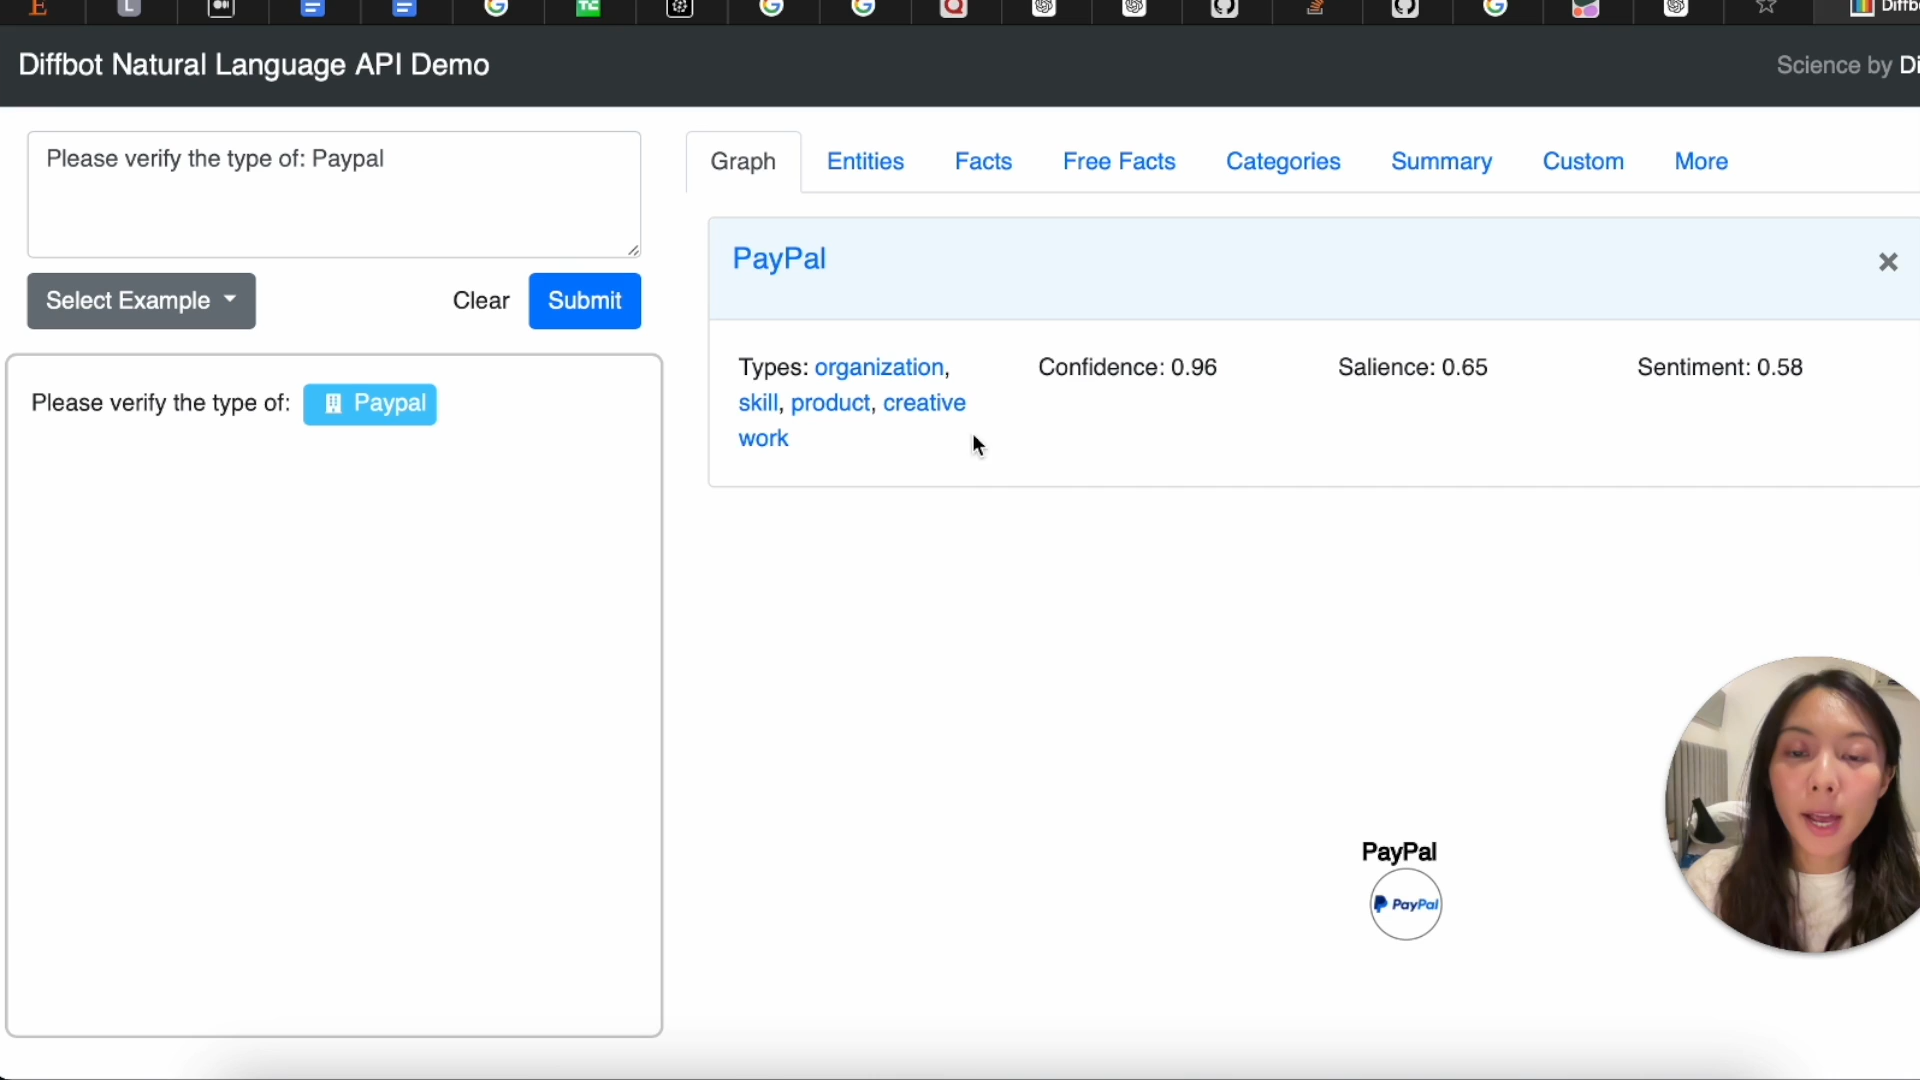 Diffbot Natural Language API Demo
Science by
Please verify the type of: Paypal
Graph Entities Facts Free Facts Categories Summary Custom More
PayPal
Select Example Clear Submit
Types: organization, Confidence: 0.96 Salience: 0.65 Sentiment: 0.58
skill, product, creative
work
Please verify the type of: Paypal
PayPal
PayPal